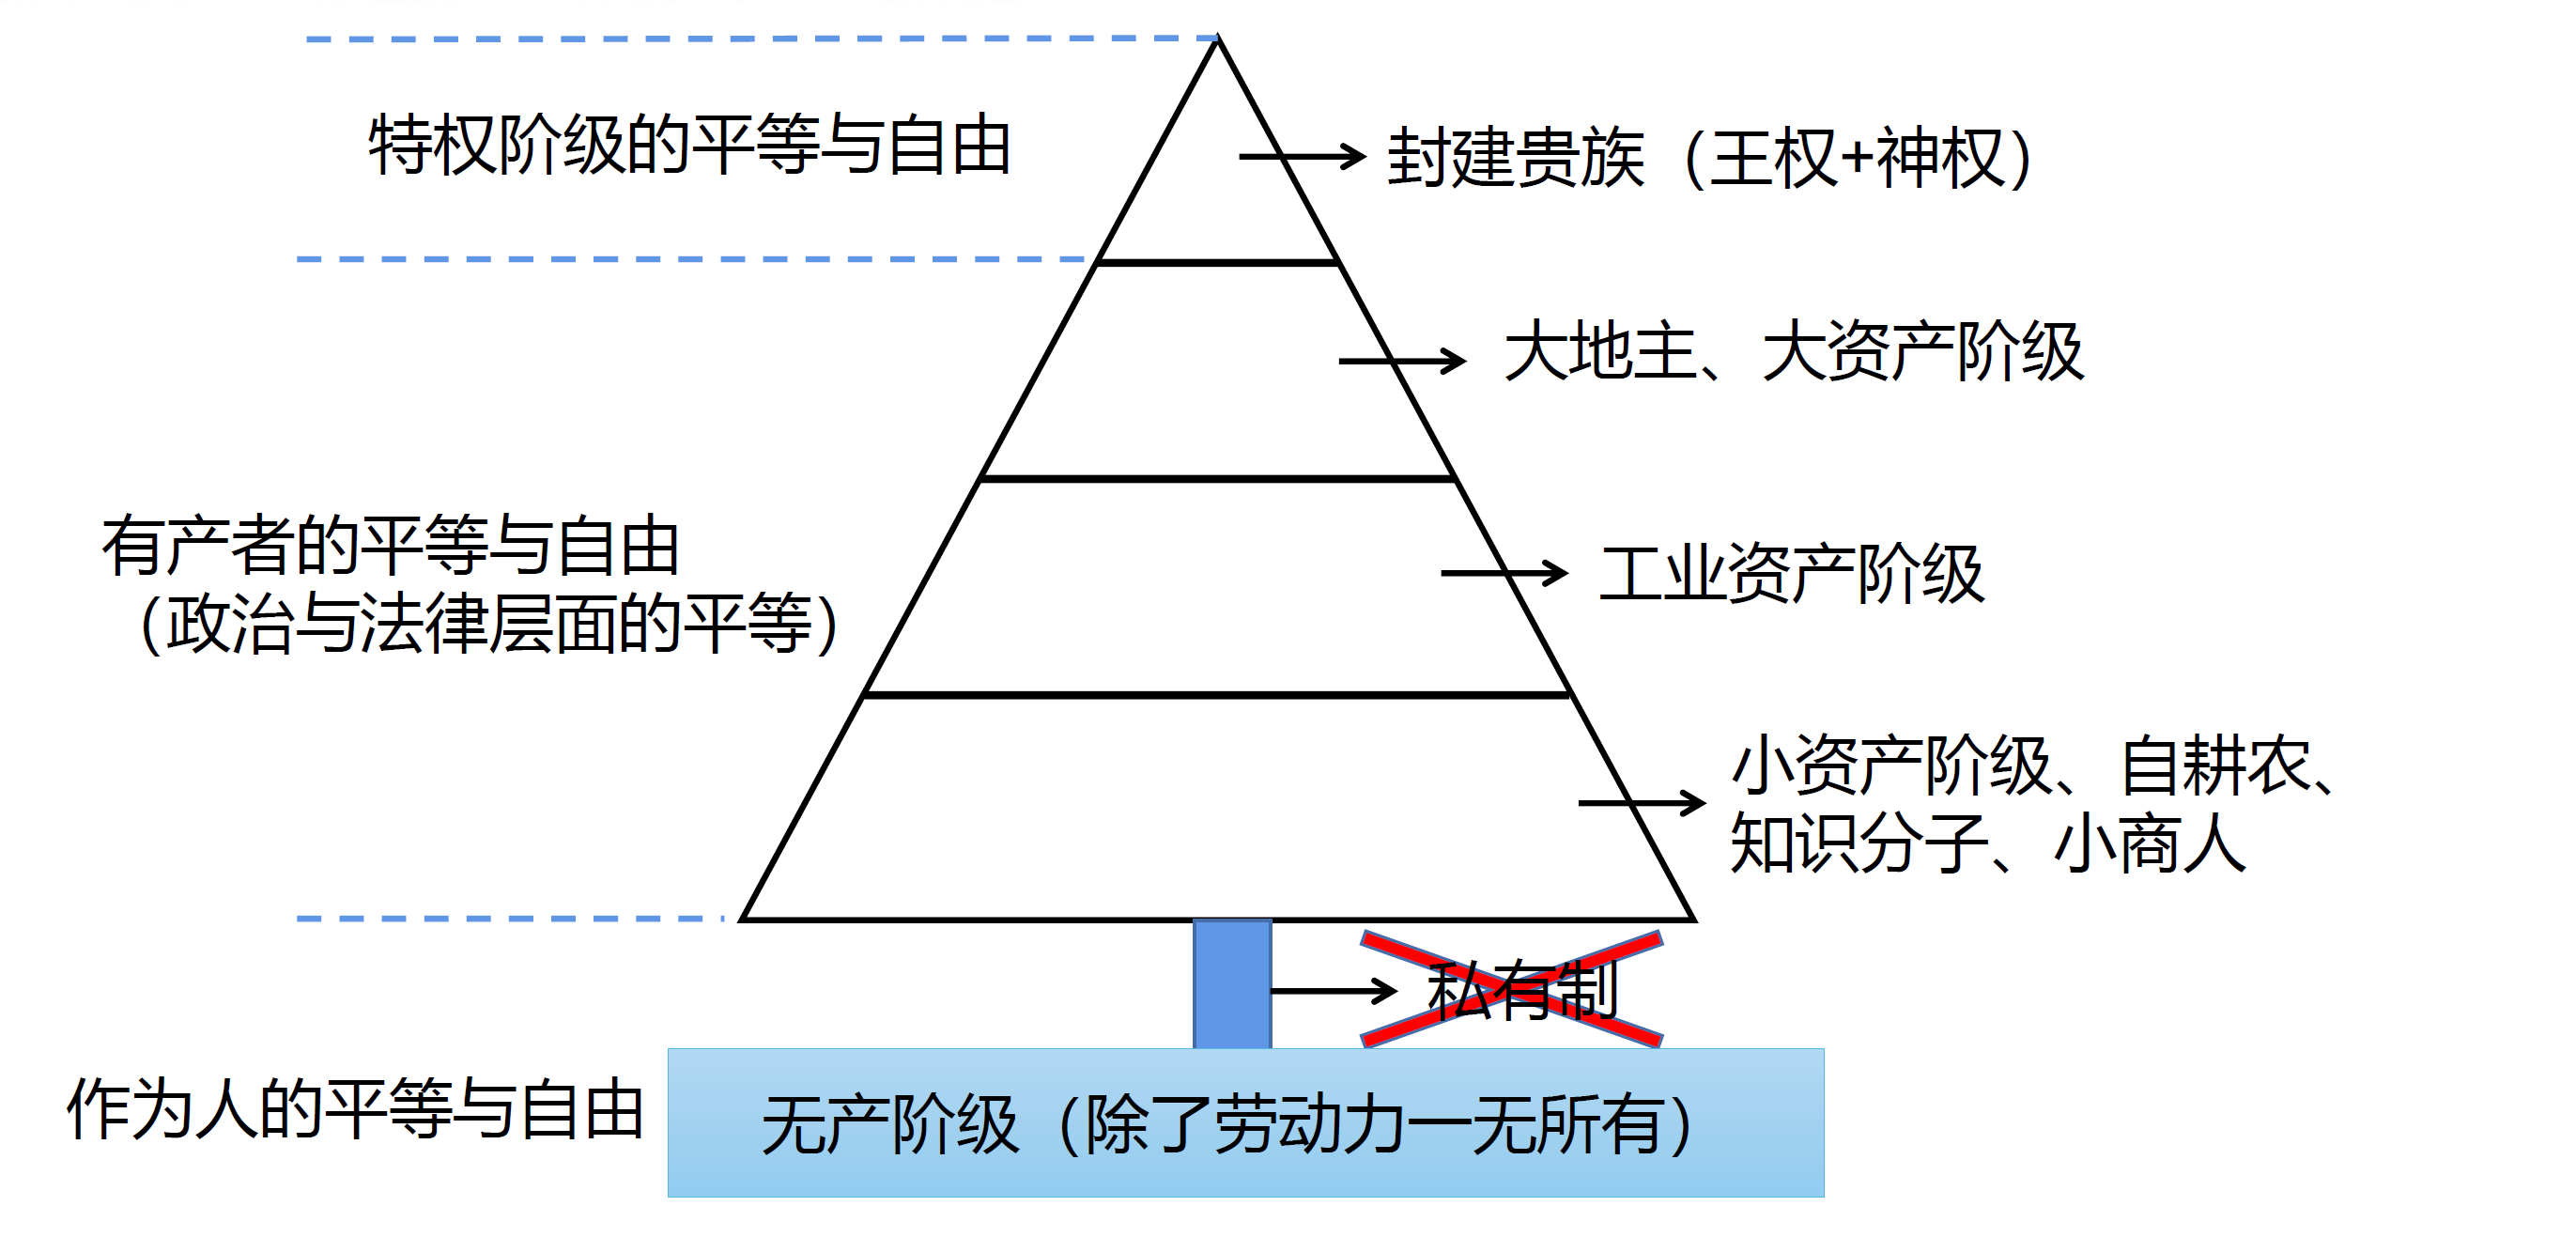 特权阶级的平等与自由
封建贵族（王权+神权）
大地主、大资产阶级
有产者的平等与自由
（政治与法律层面的平等）
工业资产阶级
小资产阶级、自耕农、
知识分子、小商人
私有制
作为人的平等与自由
无产阶级（除了劳动力一无所有）